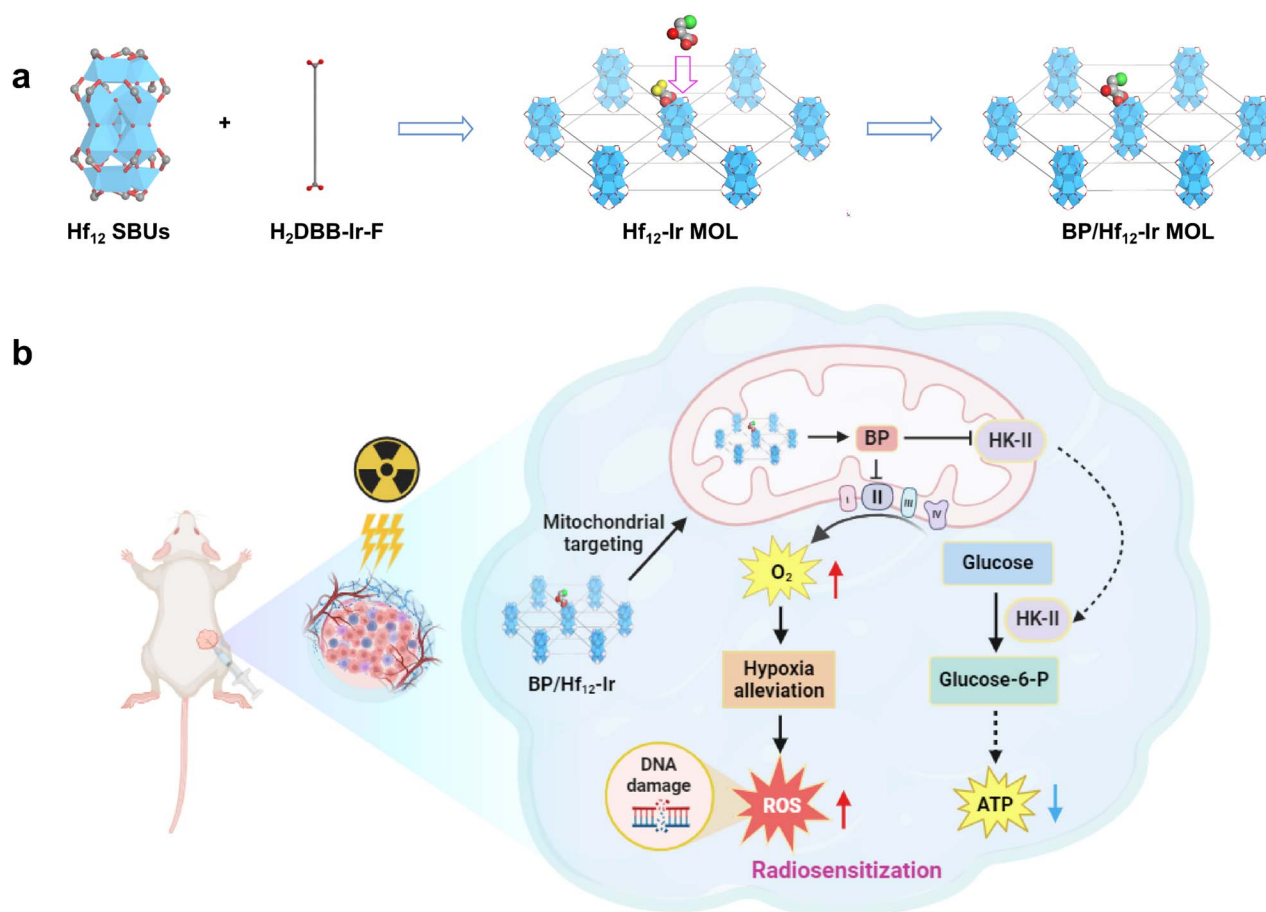 a
+
Hf₁₂ SBUs
H₂DBB-Ir-F
Hf₁₂-Ir MOL
BP/Hf₁₂-Ir MOL
b
BP
HK-II
I
II
III
IV
Mitochondrial
targeting
O₂
Glucose
HK-II
BP/Hf₁₂-Ir
Hypoxia
alleviation
Glucose-6-P
DNA
damage
ROS
ATP
Radiosensitization